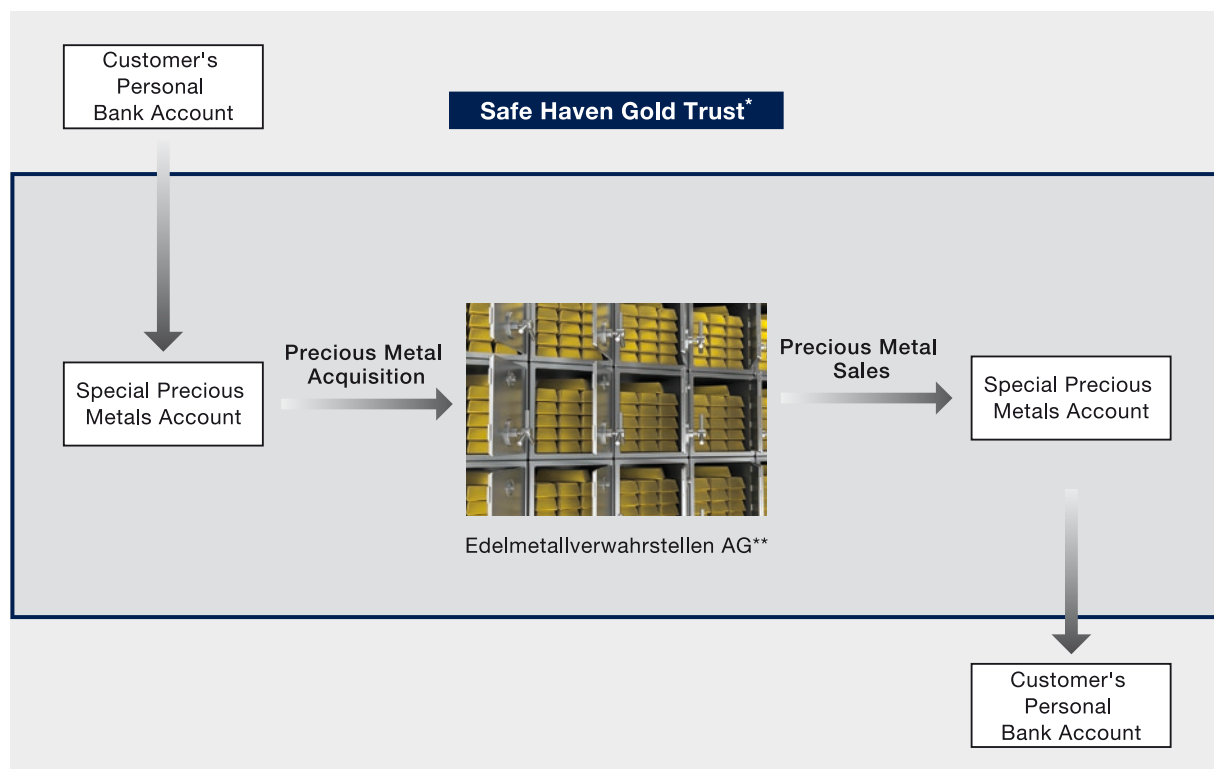 Customer's
Personal
Bank Account
Safe Haven Gold Trust*
Special Precious
Metals Account
Precious Metal
Acquisition
Edelmetallverwahrstellen AG**
Precious Metal
Sales
Special Precious
Metals Account
Customer's
Personal
Bank Account